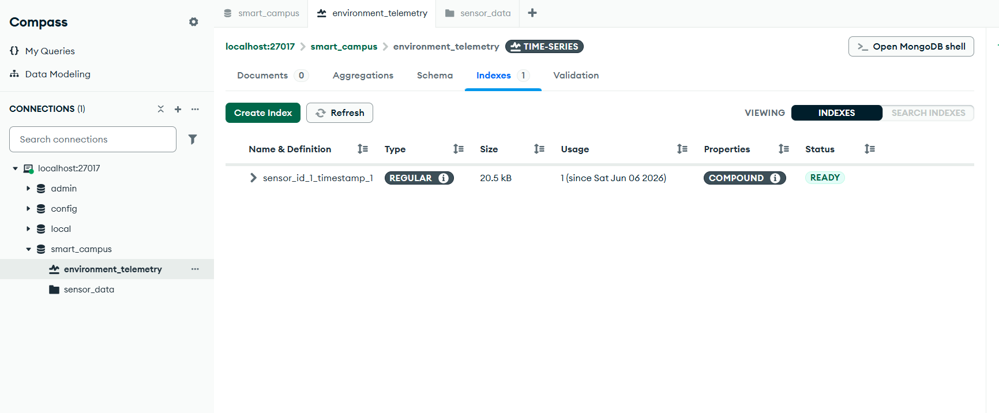 Compass
My Queries
Data Modeling
CONNECTIONS (1)
Search connections
localhost:27017
admin
config
local
smart_campus
environment_telemetry
sensor_data
smart_campus
environment_telemetry
sensor_data
localhost:27017 smart_campus environment_telemetry TIME-SERIES
Open MongoDB shell
Documents 0 Aggregations Schema Indexes 1 Validation
Create Index Refresh VIEWING INDEXES SEARCH INDEXES
Name & Definition Type Size Usage Properties Status
sensor_id_1_timestamp_1 REGULAR 20.5 kB 1 (since Sat Jun 06 2026) COMPOUND READY